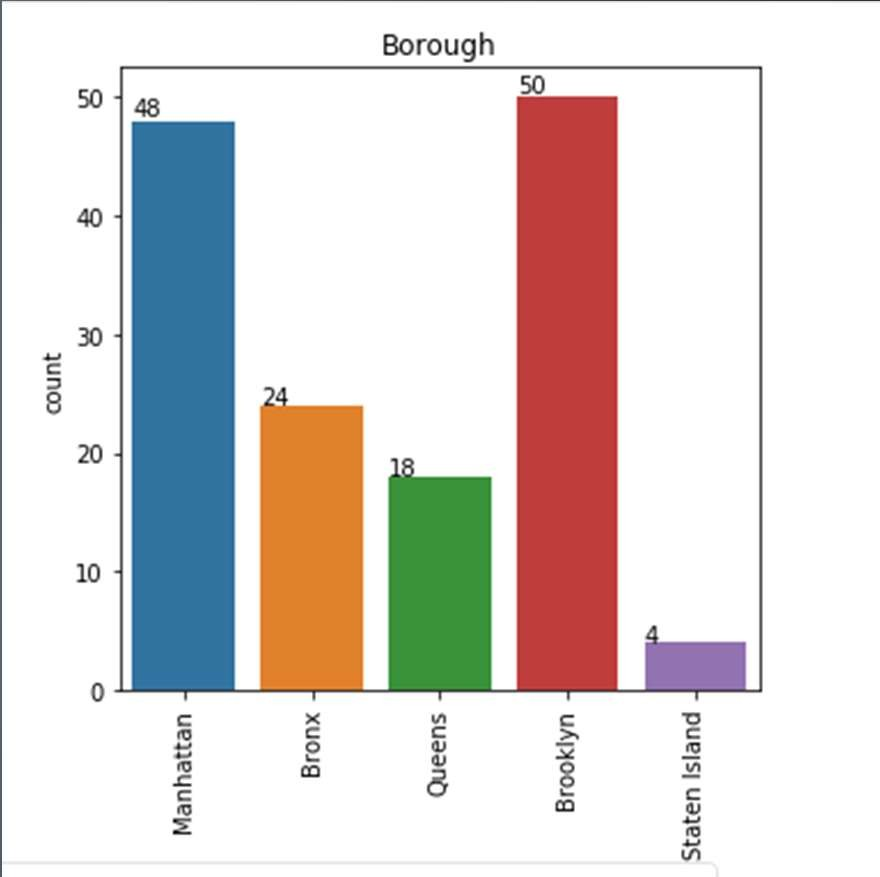 Borough
50
48
50
40
30
count
24
20
18
10
4
0
Manhattan
Bronx
Queens
Brooklyn
Staten Island